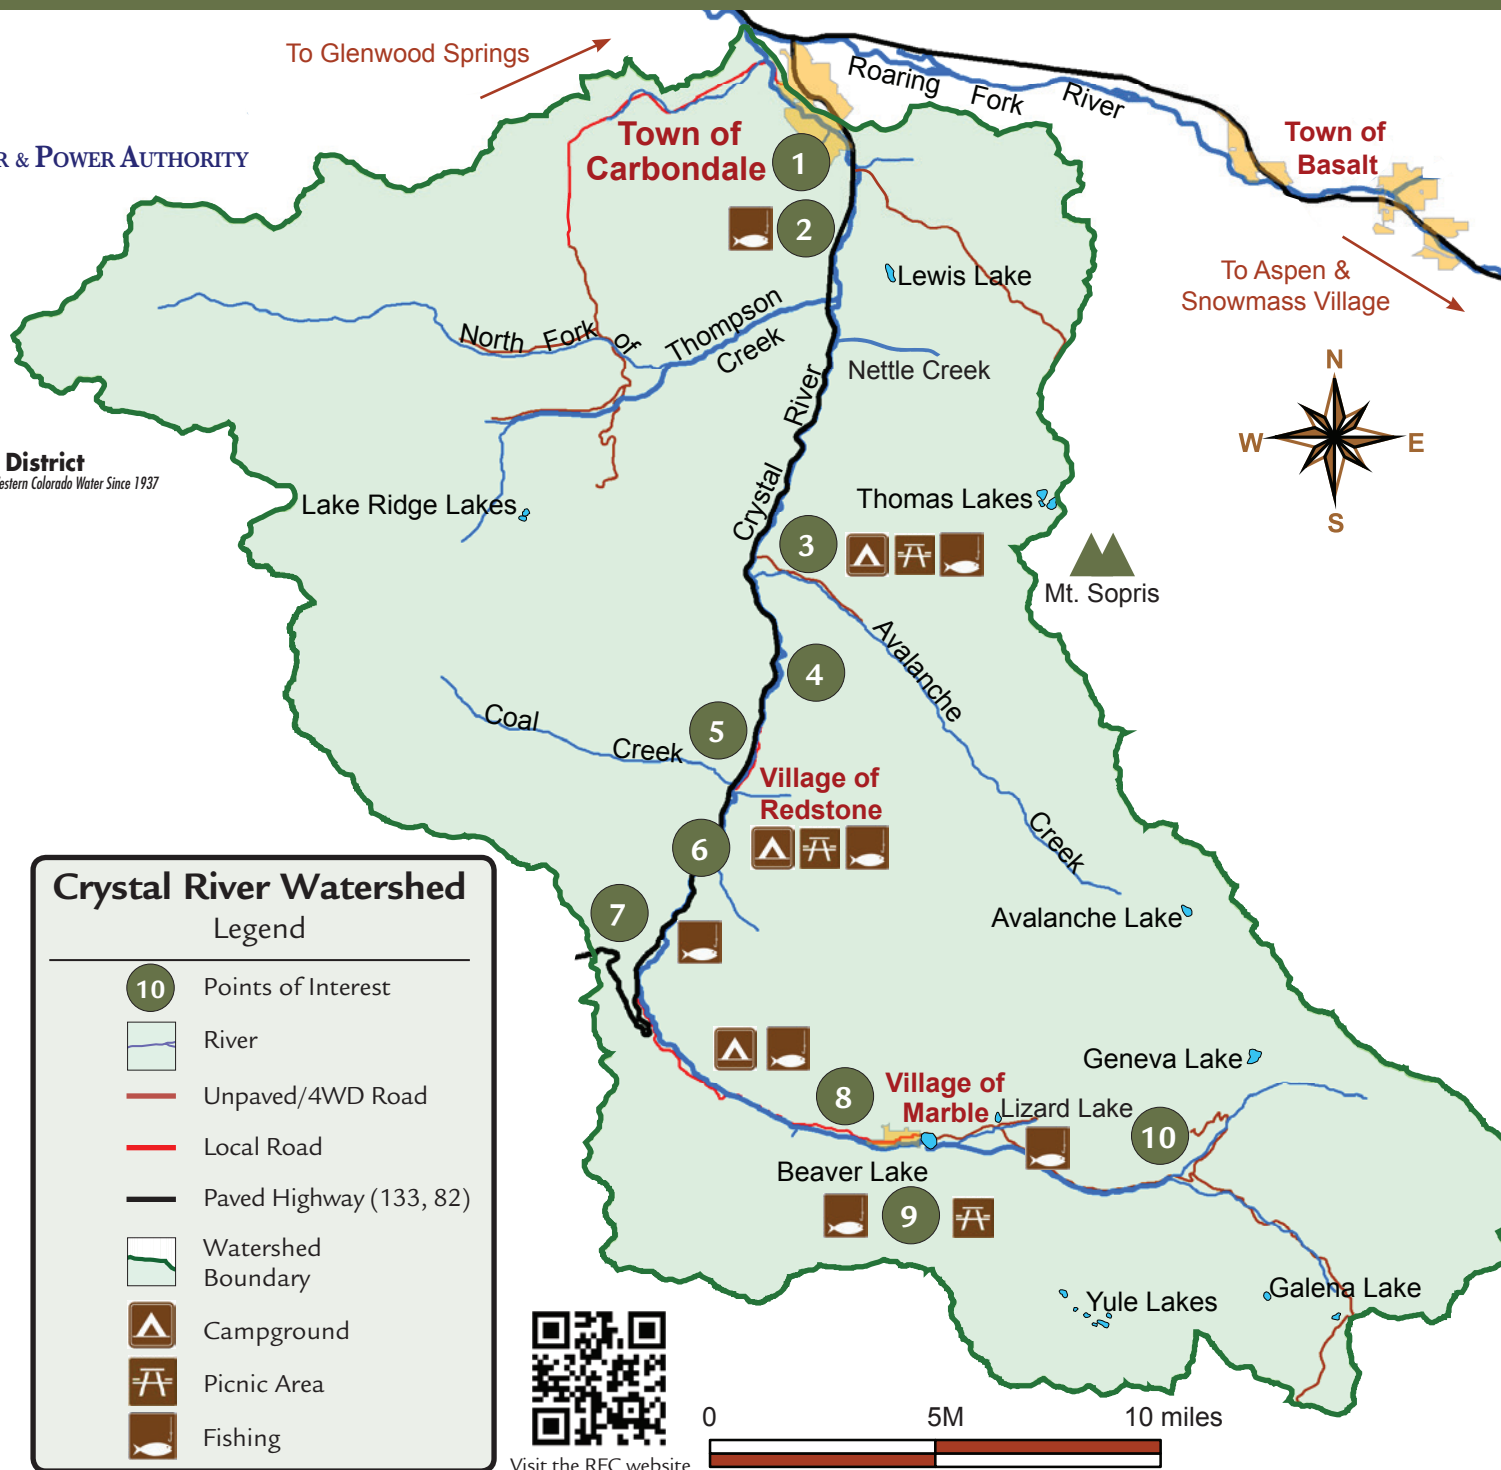 To Glenwood Springs
Roaring Fork River
R & POWER AUTHORITY
Town of
Carbondale
1
Town of
Basalt
2
To Aspen &
Snowmass Village
Lewis Lake
North Fork of Thompson
Creek
Nettle Creek
N
W
E
S
Crystal River
District
estern Colorado Water Since 1937
Lake Ridge Lakes
Thomas Lakes
3
Mt. Sopris
Avalanche Creek
4
5
Coal Creek
Village of
Redstone
6
7
Avalanche Lake
Crystal River Watershed
Legend
10 Points of Interest
River
Unpaved/4WD Road
Local Road
Paved Highway (133, 82)
Watershed
Boundary
Campground
Picnic Area
Fishing
Geneva Lake
8
Village of
Marble
Lizard Lake
10
Beaver Lake
9
Yule Lakes
Galena Lake
0 5M 10 miles
Visit the RFC website